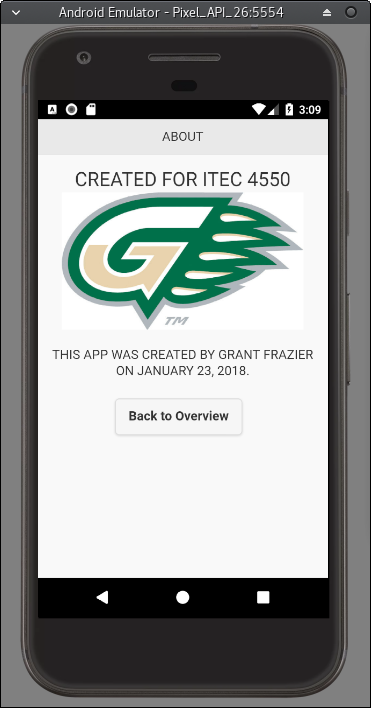 Android Emulator - Pixel_API_26:5554
3:09
ABOUT
CREATED FOR ITEC 4550
G
TM
THIS APP WAS CREATED BY GRANT FRAZIER
ON JANUARY 23, 2018.
Back to Overview